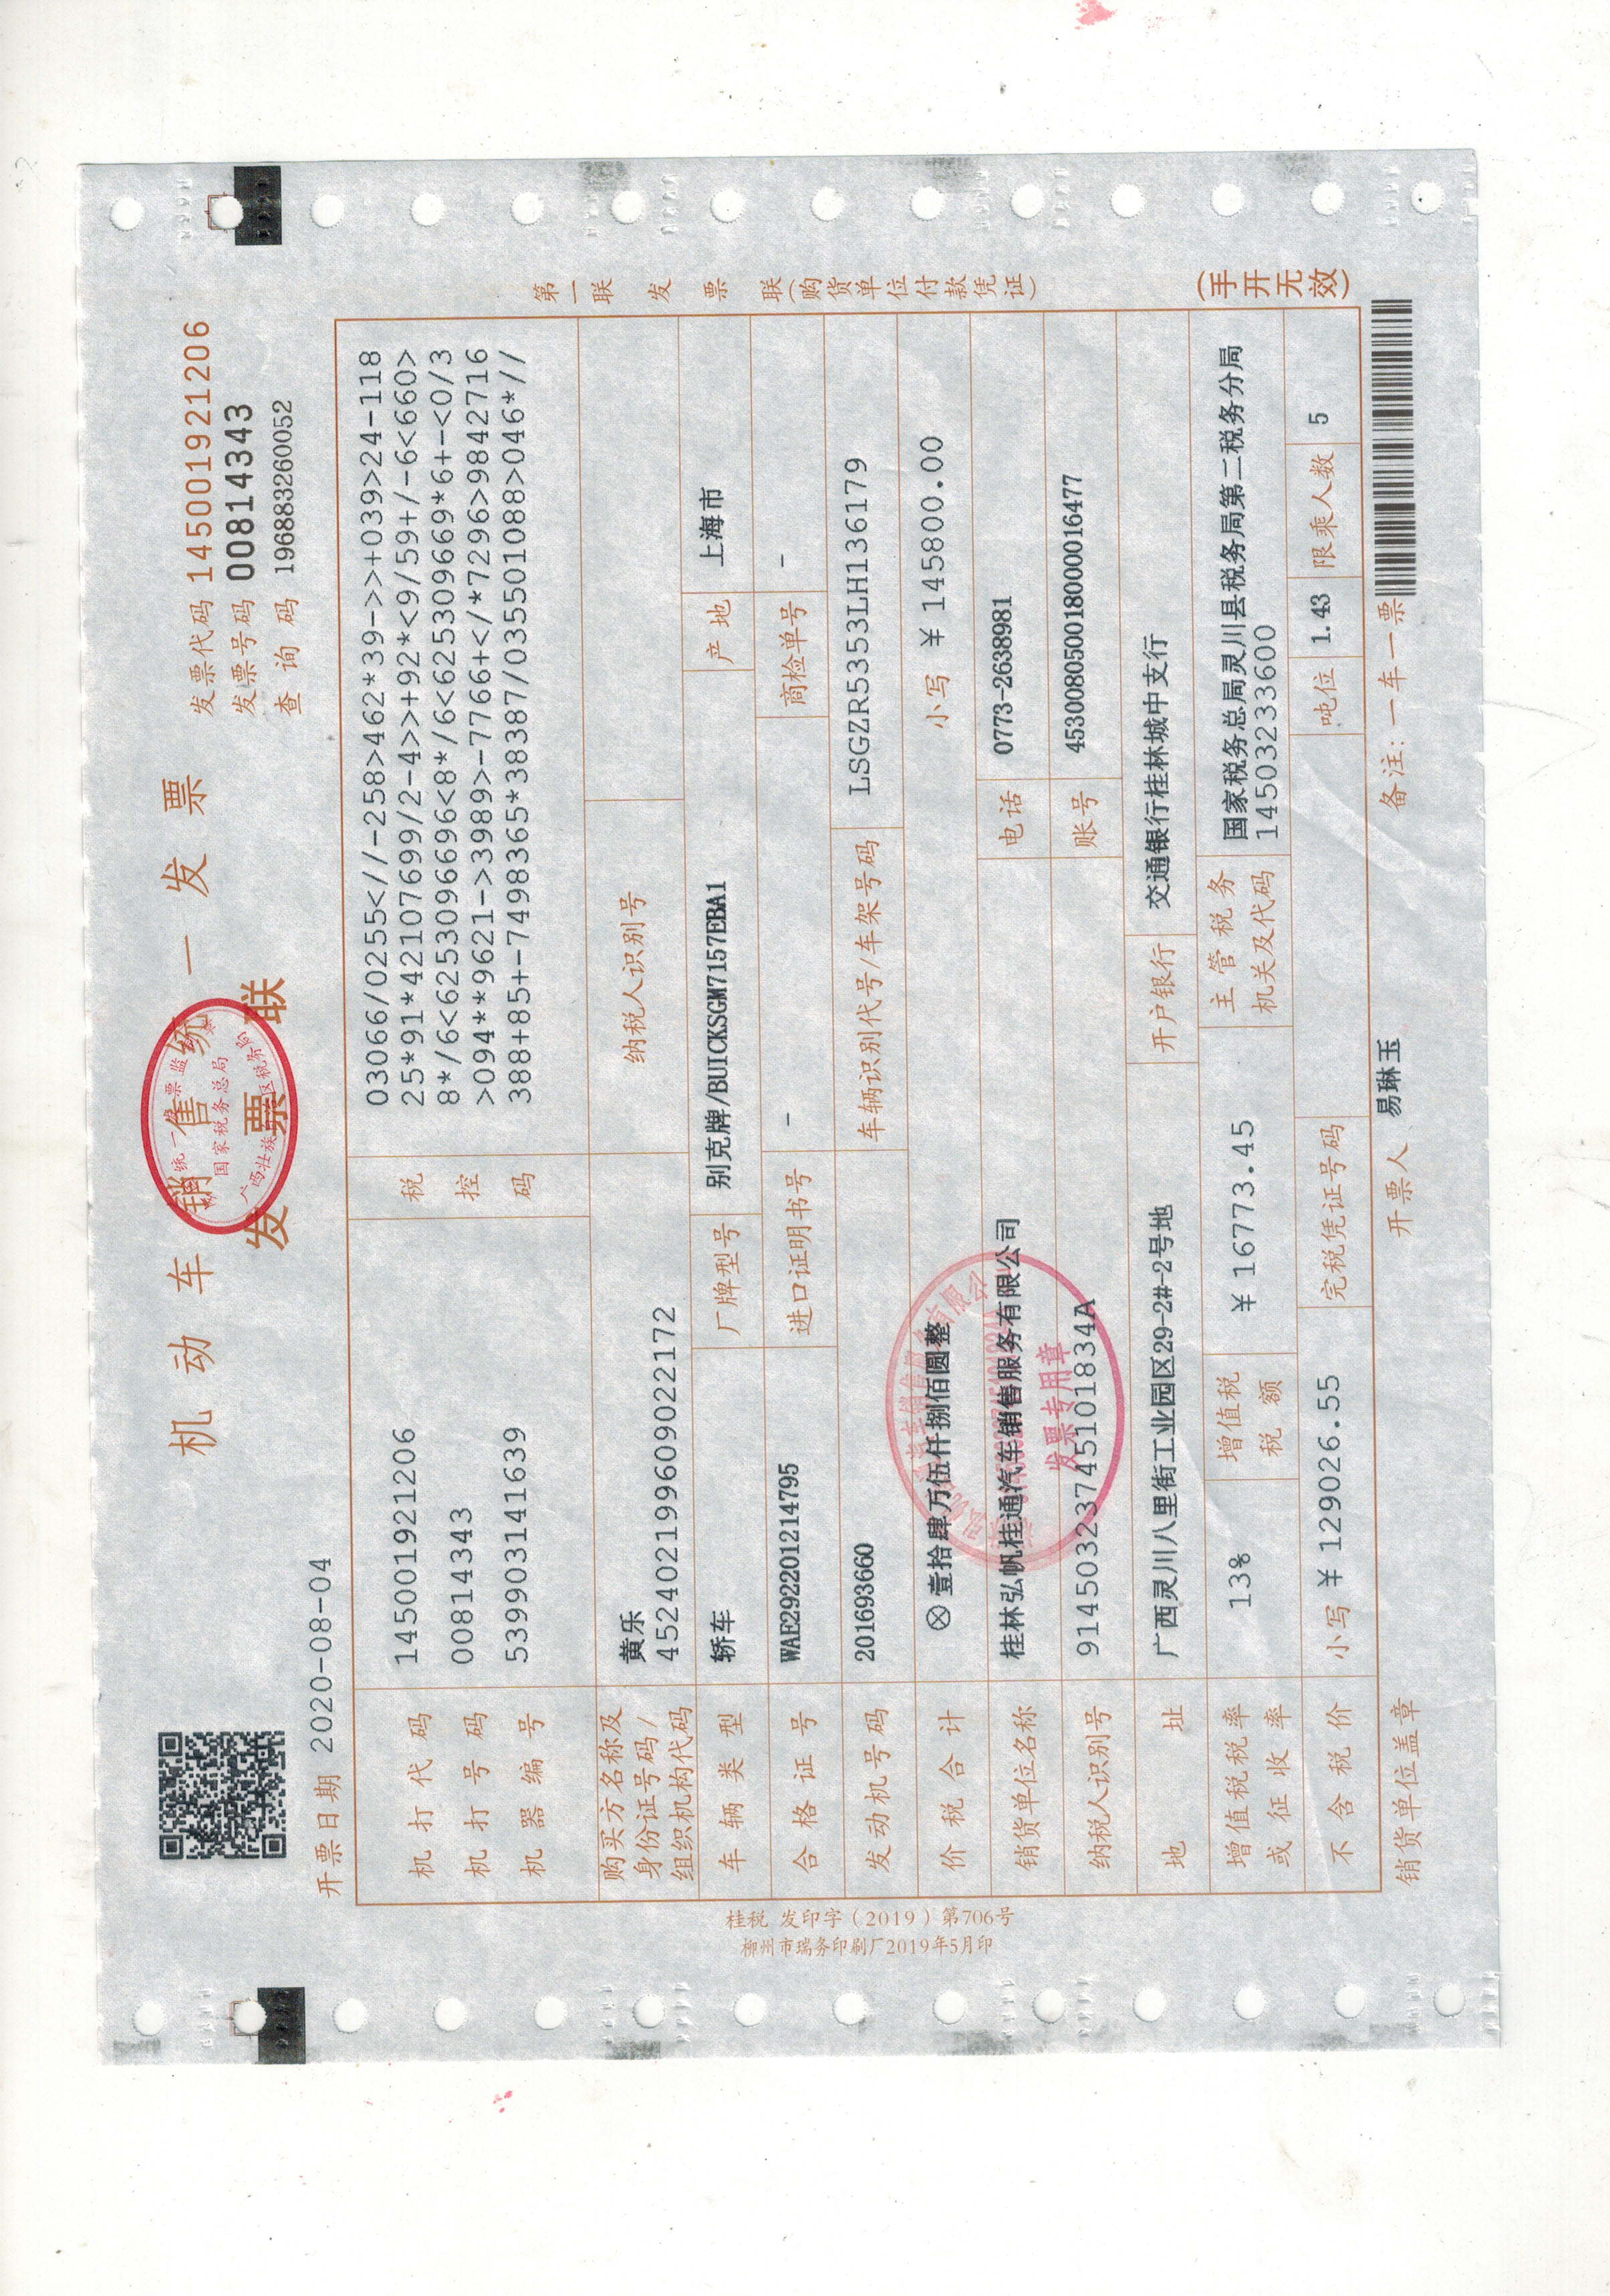 机动车销售统一发票
发票联
发票代码 145001921206
发票号码 00814343
查询码 196883260052
开票日期 2020-08-04
机打代码 145001921206
机打号码 00814343
机器编号 539903141639
税控码
03066/0255<//-258>462*39->>+039>24-118
25*91*42107699/2-4>>+92*<9/59+/-6<660>
8*/6<625309669​6<8*/6<625309669*6+-<0/3
>094**9621->3989>-7766+</*7296>9842716
388+85+-7498365*38387/035501088>046*//
购买方名称及身份证号码/组织机构代码 黄乐
452402199609022172
纳税人识别号
车辆类型 轿车 厂牌型号 别克牌/BUICKSGM7157EBA1 产地 上海市
合格证号 WAE292201214795 进口证明书号 - 商检单号 -
发动机号码 201693660 车辆识别代号/车架号码 LSGZR5353LH136179
价税合计 ⊗壹拾肆万伍仟捌佰圆整 小写 ¥145800.00
销货单位名称 桂林弘帆桂通汽车销售服务有限公司 电话 0773-2638981
纳税人识别号 91450323745101834A 账号 453008050018000016477
地址 广西灵川八里街工业园区29-2#-2号地 开户银行 交通银行桂林城中支行
增值税税率或征收率 13% 增值税税额 ¥16773.45 主管税务机关及代码 国家税务总局灵川县税务局第二税务分局
14503233600
不含税价 小写 ¥129026.55 完税凭证号码 吨位 1.43 限乘人数 5
销货单位盖章 开票人 易琳玉 备注:一车一票
第一联 发票联(购货单位付款凭证)
(手开无效)
桂税 发印字(2019)第706号
柳州市瑞务印刷厂2019年5月印
国家税务总局
发票专用章